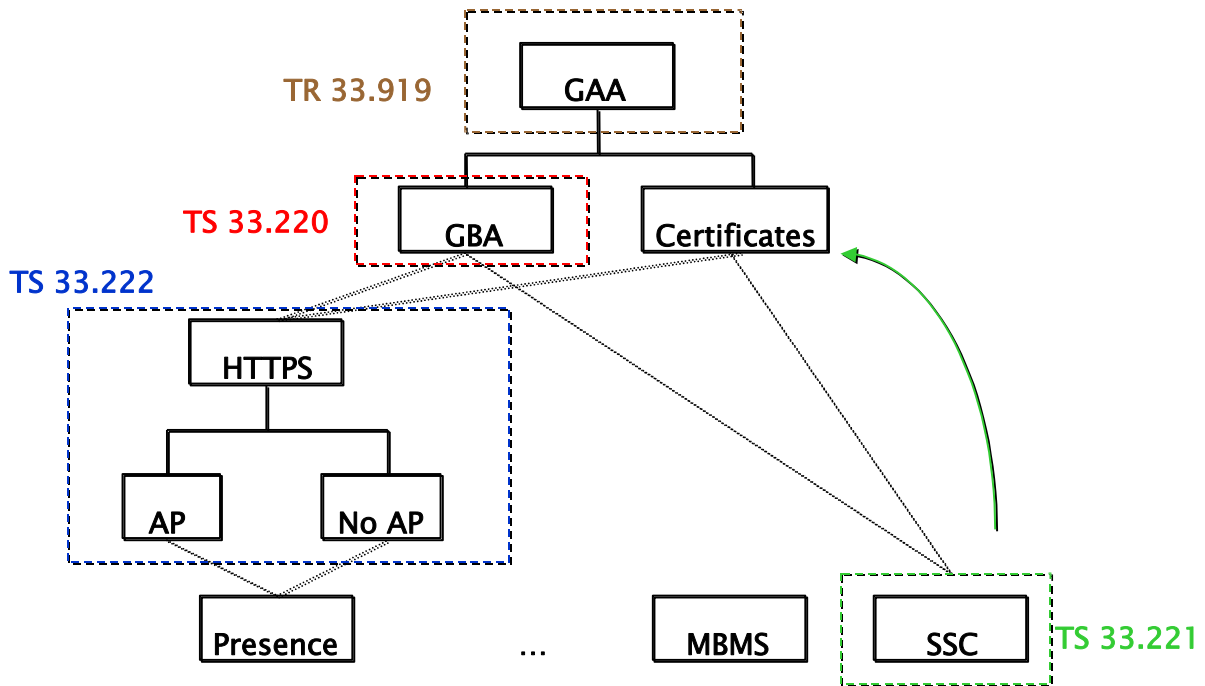 GAA
TR 33.919
TS 33.220
GBA
Certificates
TS 33.222
HTTPS
AP
No AP
Presence
...
MBMS
SSC
TS 33.221